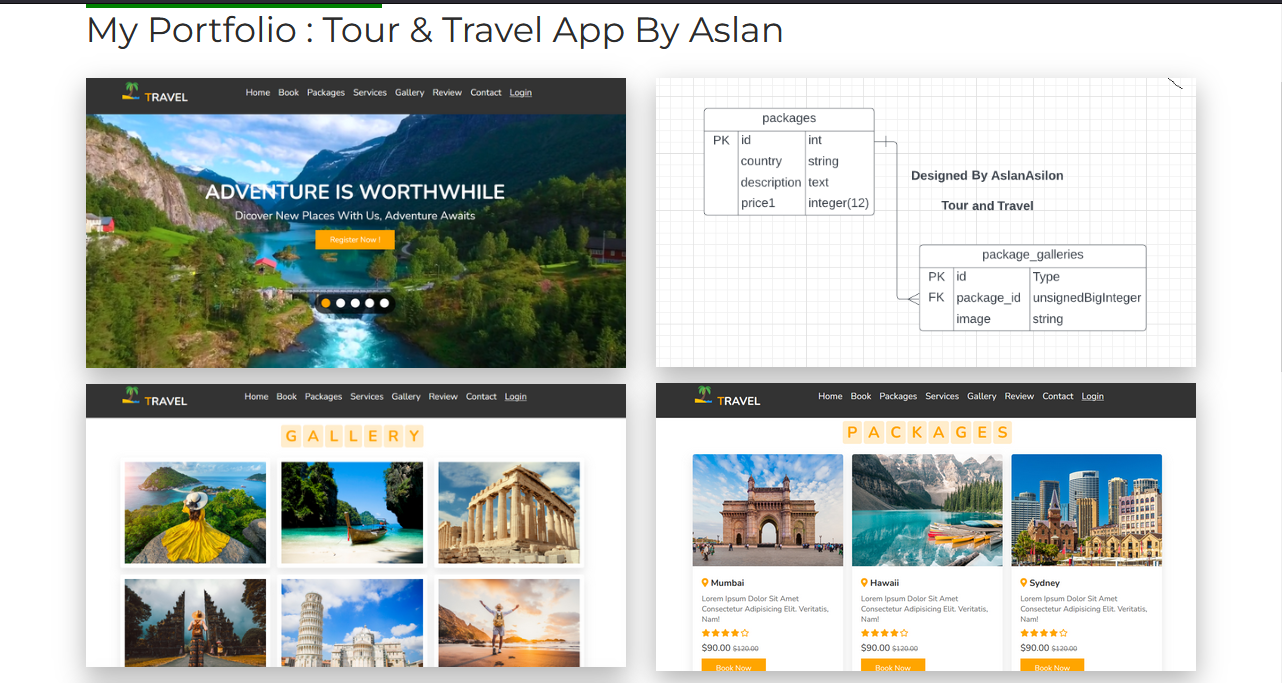 My Portfolio : Tour & Travel App By Aslan
TRAVEL
Home Book Packages Services Gallery Review Contact Login
ADVENTURE IS WORTHWHILE
Dicover New Places With Us, Adventure Awaits
Register Now !
packages
PK id int
country string
description text
price1 integer(12)
Designed By AslanAsilon
Tour and Travel
package_galleries
PK id Type
FK package_id unsignedBigInteger
image string
TRAVEL
Home Book Packages Services Gallery Review Contact Login
GALLERY
TRAVEL
Home Book Packages Services Gallery Review Contact Login
PACKAGES
Mumbai
Lorem Ipsum Dolor Sit Amet
Consectetur Adipisicing Elit. Veritatis,
Nam!
$90.00 $120.00
Book Now
Hawaii
Lorem Ipsum Dolor Sit Amet
Consectetur Adipisicing Elit. Veritatis,
Nam!
$90.00 $120.00
Book Now
Sydney
Lorem Ipsum Dolor Sit Amet
Consectetur Adipisicing Elit. Veritatis,
Nam!
$90.00 $120.00
Book Now